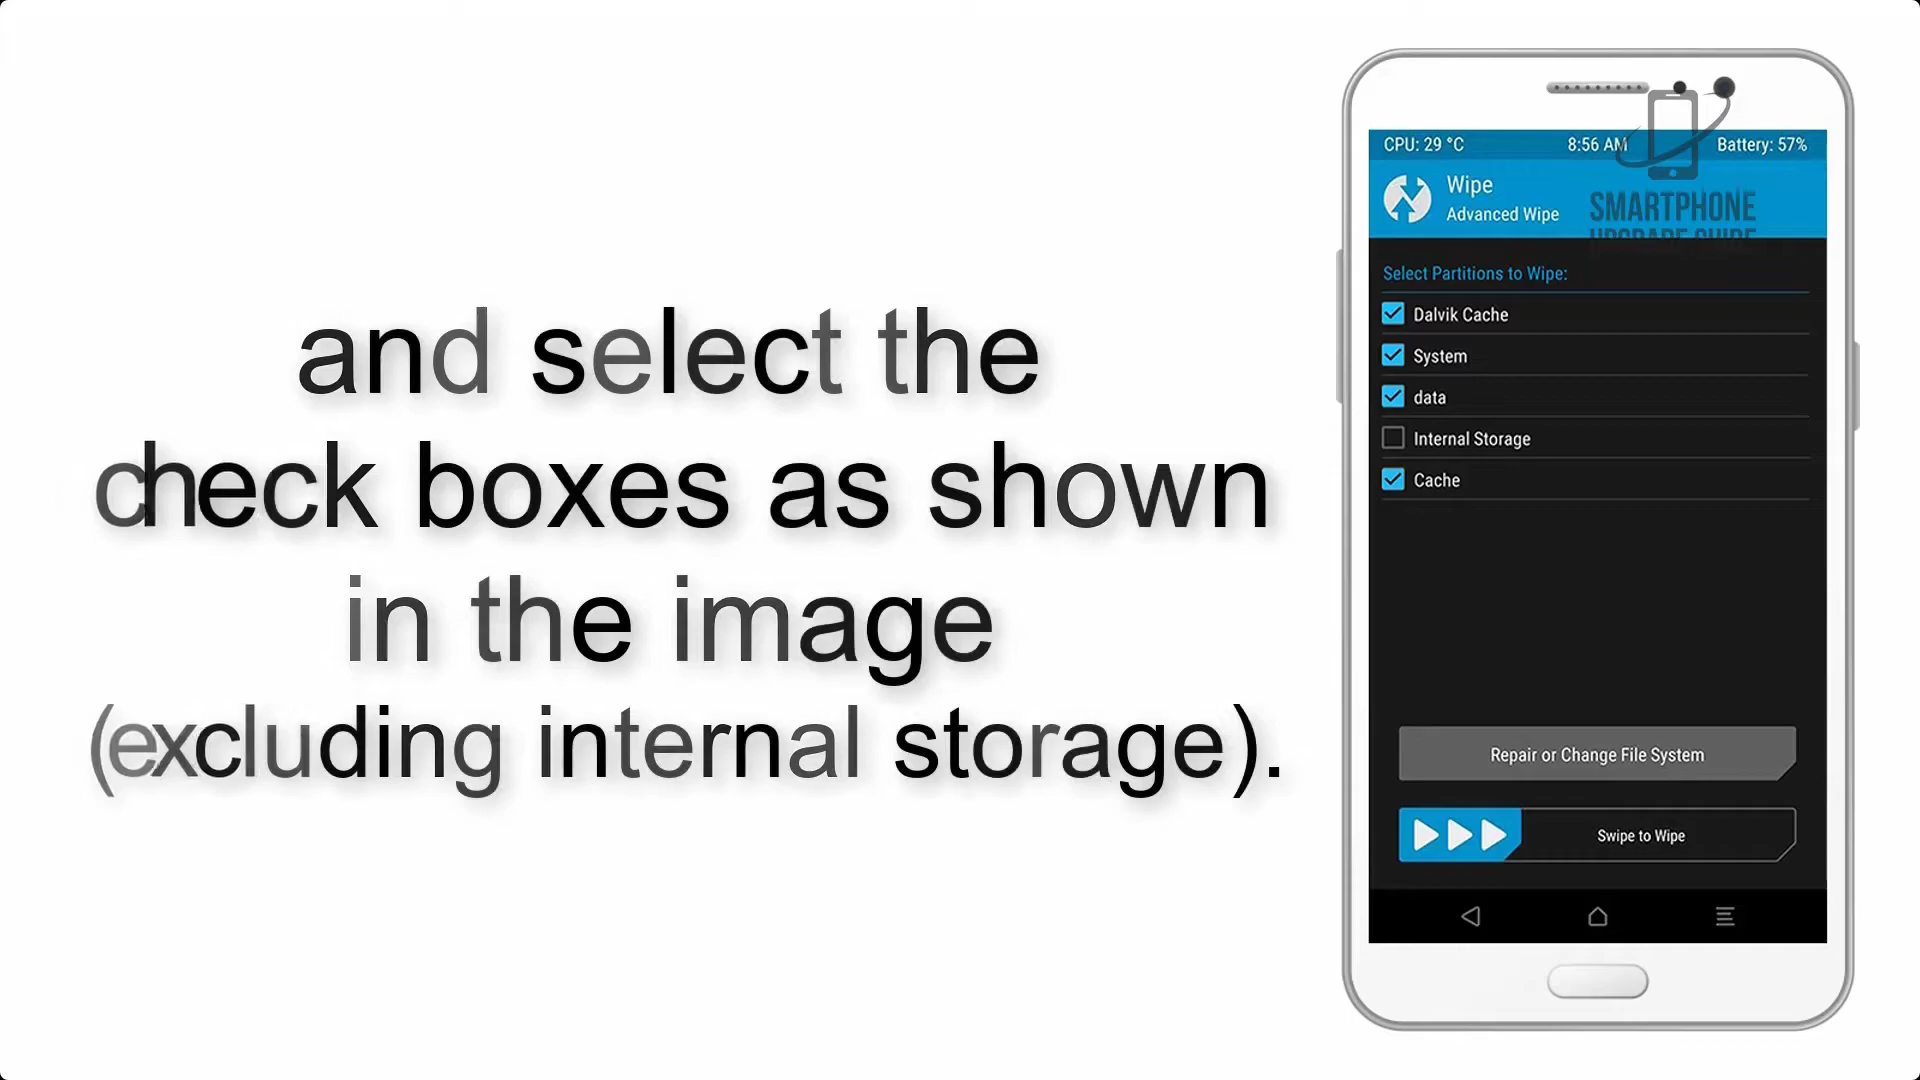 and select the
check boxes as shown
in the image
(excluding internal storage).
CPU: 29 °C 8:56 AM Battery: 57%
Wipe
Advanced Wipe
SMARTPHONE
UPGRADE GUIDE
Select Partitions to Wipe:
Dalvik Cache
System
data
Internal Storage
Cache
Repair or Change File System
Swipe to Wipe